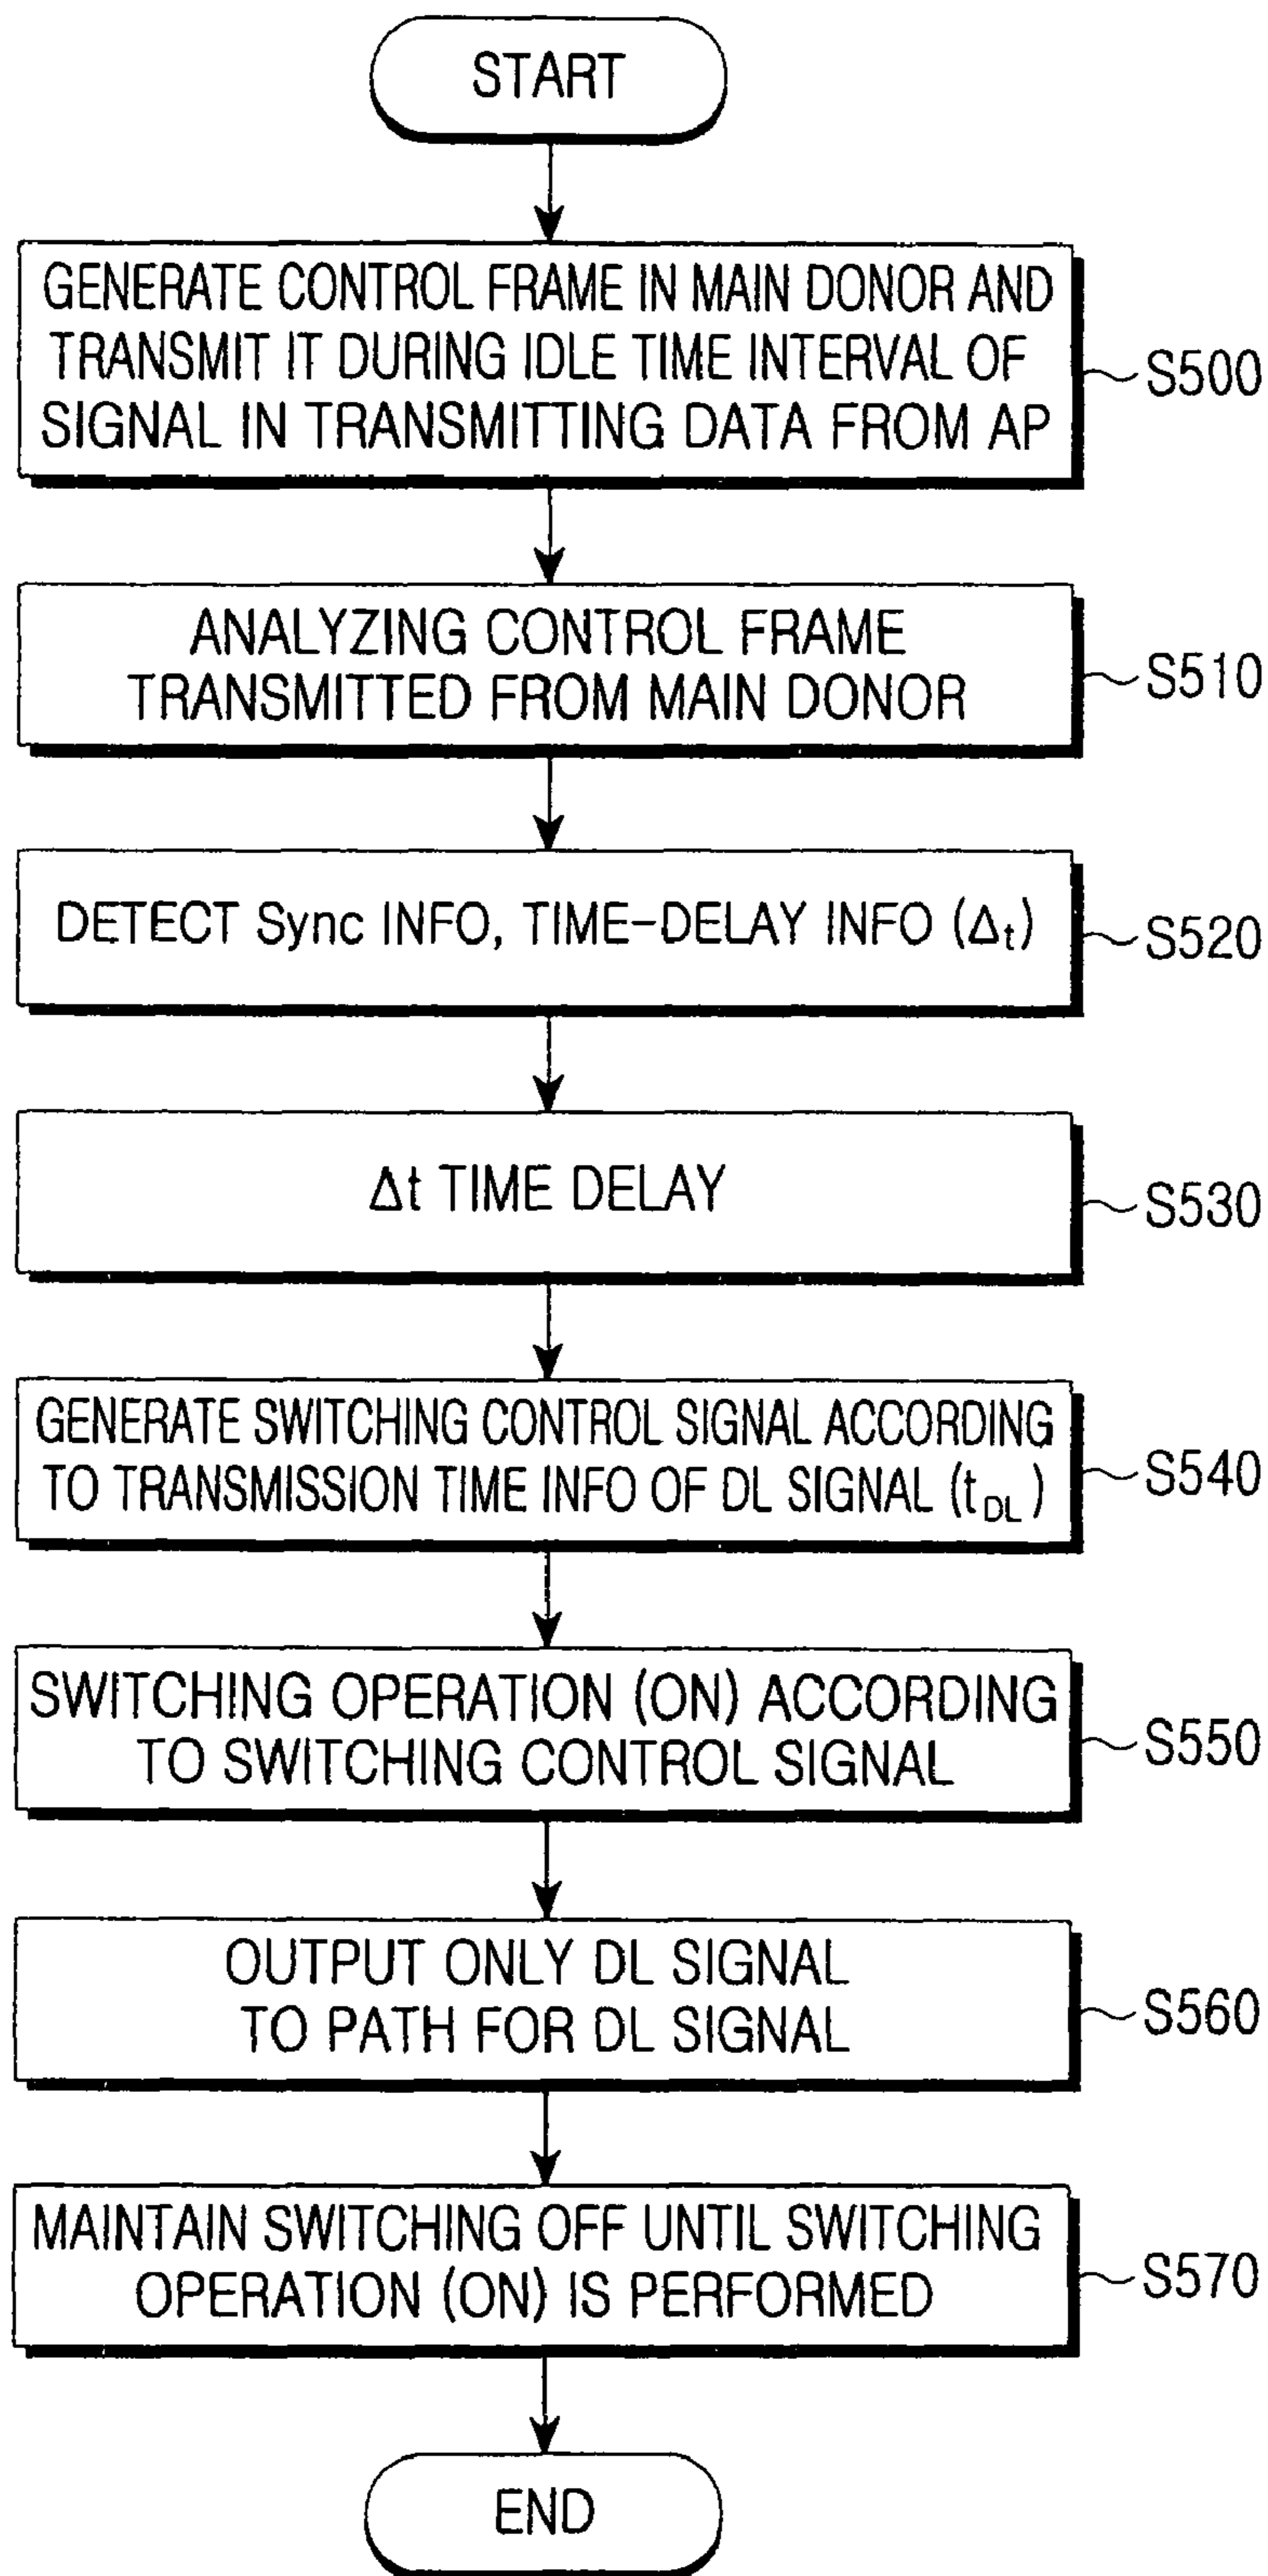 START
GENERATE CONTROL FRAME IN MAIN DONOR AND
TRANSMIT IT DURING IDLE TIME INTERVAL OF
SIGNAL IN TRANSMITTING DATA FROM AP
S500
ANALYZING CONTROL FRAME
TRANSMITTED FROM MAIN DONOR
S510
DETECT Sync INFO, TIME-DELAY INFO (Δt)
S520
Δt TIME DELAY
S530
GENERATE SWITCHING CONTROL SIGNAL ACCORDING
TO TRANSMISSION TIME INFO OF DL SIGNAL (tDL)
S540
SWITCHING OPERATION (ON) ACCORDING
TO SWITCHING CONTROL SIGNAL
S550
OUTPUT ONLY DL SIGNAL
TO PATH FOR DL SIGNAL
S560
MAINTAIN SWITCHING OFF UNTIL SWITCHING
OPERATION (ON) IS PERFORMED
S570
END